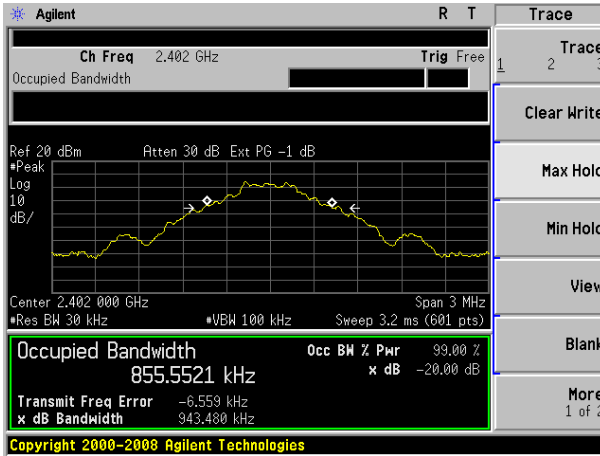 Agilent R T Trace
Ch Freq 2.402 GHz Trig Free
Occupied Bandwidth
Trace
1 2 3
Clear Write
Max Hold
Min Hold
View
Blank
More
1 of 2
Ref 20 dBm Atten 30 dB Ext PG -1 dB
#Peak
Log
10
dB/
Center 2.402 000 GHz Span 3 MHz
#Res BW 30 kHz #VBW 100 kHz Sweep 3.2 ms (601 pts)
Occupied Bandwidth Occ BW % Pwr 99.00 %
855.5521 kHz x dB -20.00 dB
Transmit Freq Error -6.559 kHz
x dB Bandwidth 943.480 kHz
Copyright 2000-2008 Agilent Technologies